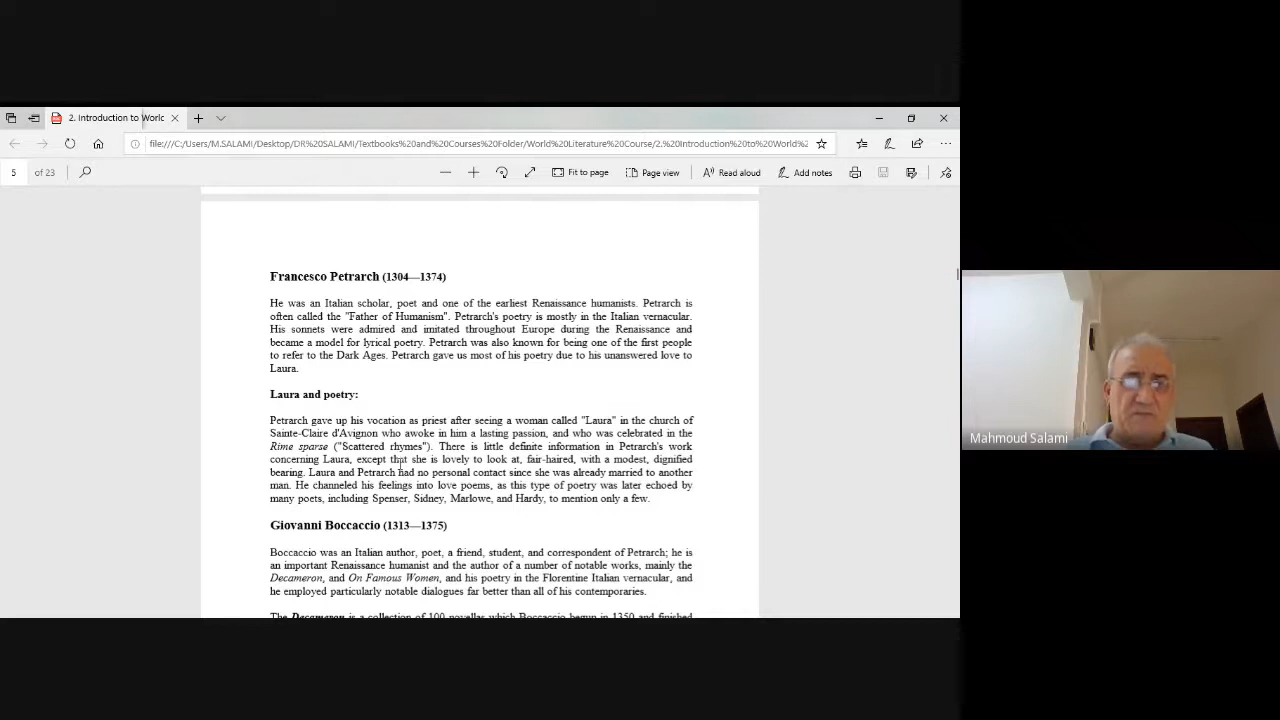 2. Introduction to World
file:///C:/Users/M.SALAMI/Desktop/DR%20SALAMI/Textbooks%20and%20Courses%20Folder/World%20Literature%20Course/2.%20Introduction%20to%20World%2
5 of 23
Fit to page
Page view
Read aloud
Add notes
Francesco Petrarch (1304—1374)
He was an Italian scholar, poet and one of the earliest Renaissance humanists. Petrarch is
often called the "Father of Humanism". Petrarch's poetry is mostly in the Italian vernacular.
His sonnets were admired and imitated throughout Europe during the Renaissance and
became a model for lyrical poetry. Petrarch was also known for being one of the first people
to refer to the Dark Ages. Petrarch gave us most of his poetry due to his unanswered love to
Laura.
Laura and poetry:
Petrarch gave up his vocation as priest after seeing a woman called "Laura" in the church of
Sainte-Claire d'Avignon who awoke in him a lasting passion, and who was celebrated in the
Rime sparse ("Scattered rhymes"). There is little definite information in Petrarch's work
concerning Laura, except that she is lovely to look at, fair-haired, with a modest, dignified
bearing. Laura and Petrarch had no personal contact since she was already married to another
man. He channeled his feelings into love poems, as this type of poetry was later echoed by
many poets, including Spenser, Sidney, Marlowe, and Hardy, to mention only a few.
Giovanni Boccaccio (1313—1375)
Boccaccio was an Italian author, poet, a friend, student, and correspondent of Petrarch; he is
an important Renaissance humanist and the author of a number of notable works, mainly the
Decameron, and On Famous Women, and his poetry in the Florentine Italian vernacular, and
he employed particularly notable dialogues far better than all of his contemporaries.
The Decameron is a collection of 100 novellas which Boccaccio begun in 1350 and finished
Mahmoud Salami